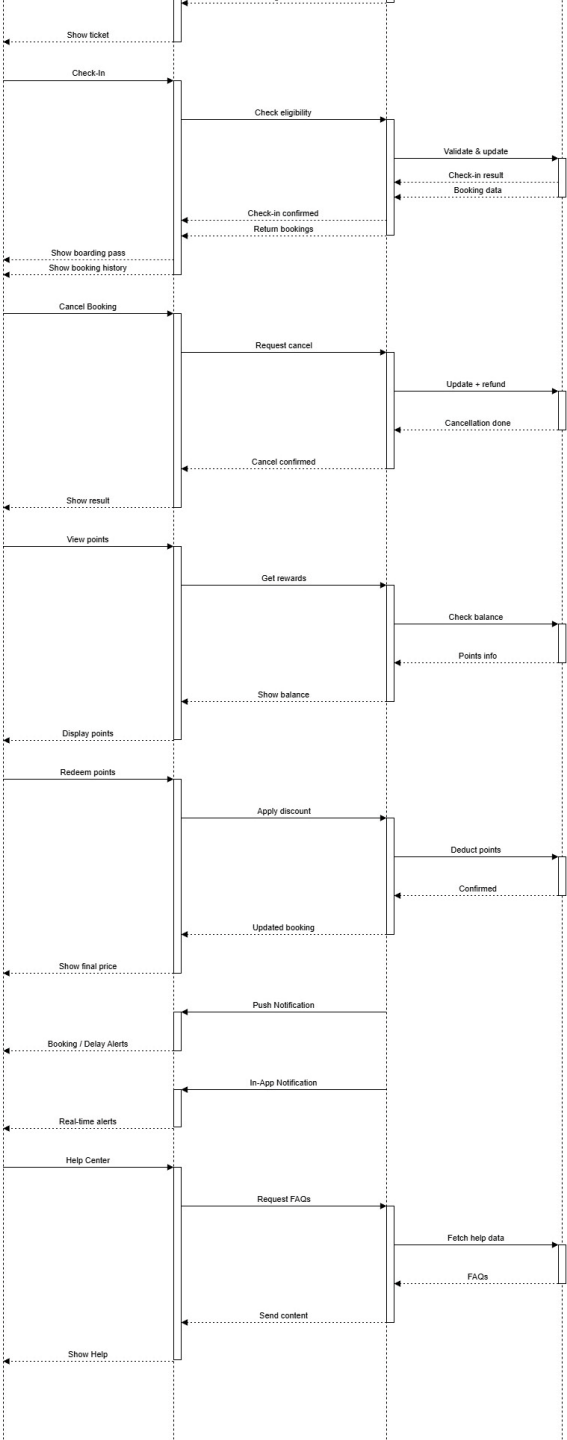 Show ticket
Check-In
Check eligibility
Validate & update
Check-in result
Booking data
Check-in confirmed
Return bookings
Show boarding pass
Show booking history
Cancel Booking
Request cancel
Update + refund
Cancellation done
Cancel confirmed
Show result
View points
Get rewards
Check balance
Points info
Show balance
Display points
Redeem points
Apply discount
Deduct points
Confirmed
Updated booking
Show final price
Push Notification
Booking / Delay Alerts
In-App Notification
Real-time alerts
Help Center
Request FAQs
Fetch help data
FAQs
Send content
Show Help